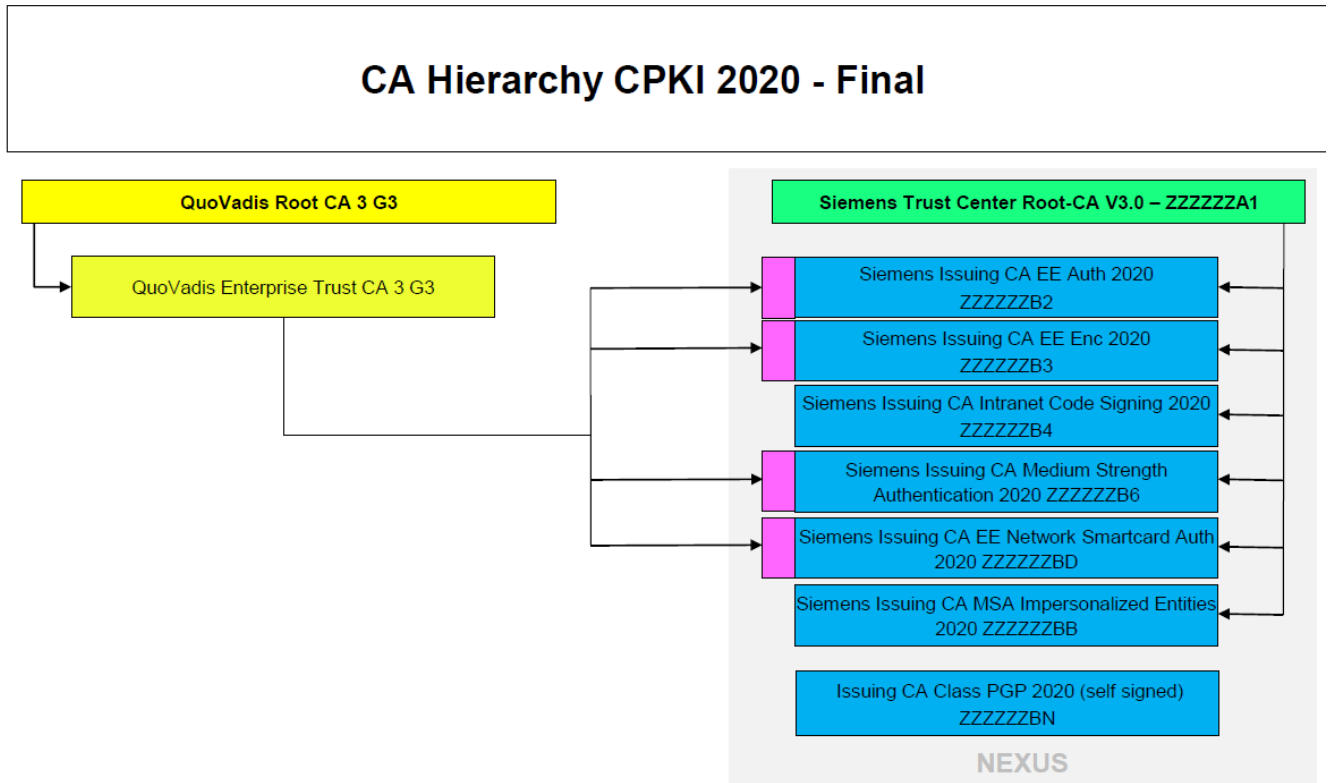 CA Hierarchy CPKI 2020 - Final
QuoVadis Root CA 3 G3
Siemens Trust Center Root-CA V3.0 – ZZZZZZA1
QuoVadis Enterprise Trust CA 3 G3
Siemens Issuing CA EE Auth 2020
ZZZZZZB2
Siemens Issuing CA EE Enc 2020
ZZZZZZB3
Siemens Issuing CA Intranet Code Signing 2020
ZZZZZZB4
Siemens Issuing CA Medium Strength
Authentication 2020 ZZZZZZB6
Siemens Issuing CA EE Network Smartcard Auth
2020 ZZZZZZBD
Siemens Issuing CA MSA Impersonalized Entities
2020 ZZZZZZBB
Issuing CA Class PGP 2020 (self signed)
ZZZZZZBN
NEXUS